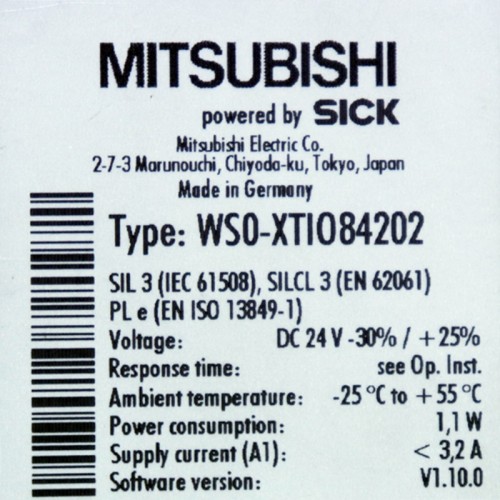 MITSUBISHI
powered by SICK
Mitsubishi Electric Co.
2-7-3 Marunouchi, Chiyoda-ku, Tokyo, Japan
Made in Germany
Type: WS0-XTIO84202
SIL 3 (IEC 61508), SILCL 3 (EN 62061)
PL e (EN ISO 13849-1)
Voltage: DC 24 V -30% / +25%
Response time: see Op. Inst.
Ambient temperature: -25 °C to +55 °C
Power consumption: 1,1 W
Supply current (A1): < 3,2 A
Software version: V1.10.0